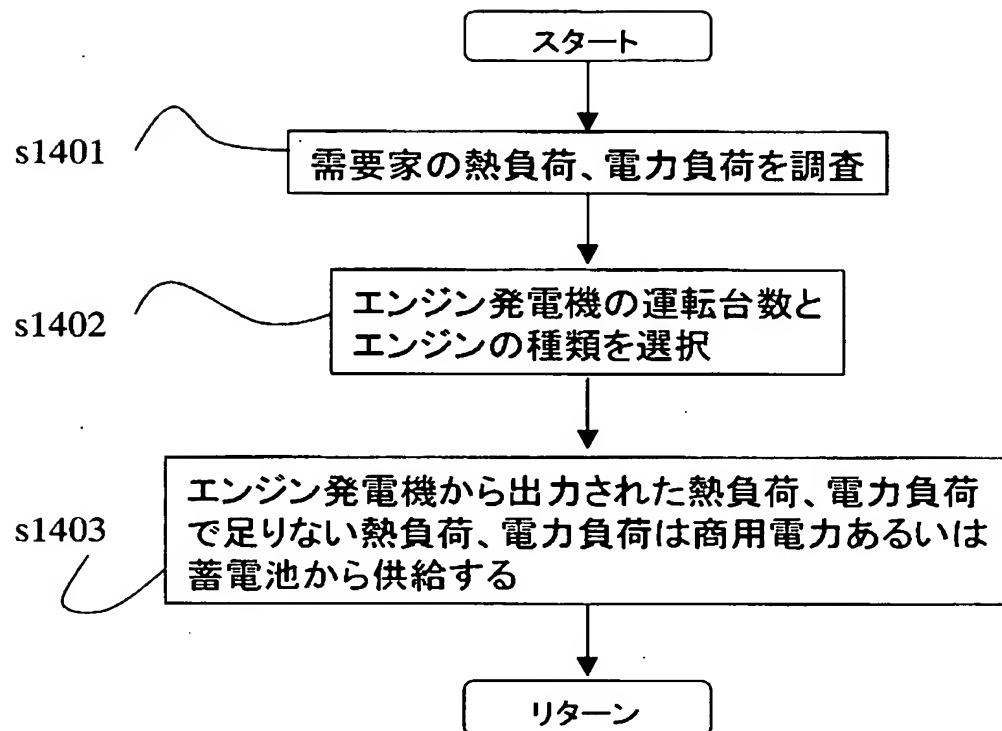 スタート
s1401
需要家の熱負荷、電力負荷を調査
s1402
エンジン発電機の運転台数と
エンジンの種類を選択
s1403
エンジン発電機から出力された熱負荷、電力負荷
で足りない熱負荷、電力負荷は商用電力あるいは
蓄電池から供給する
リターン